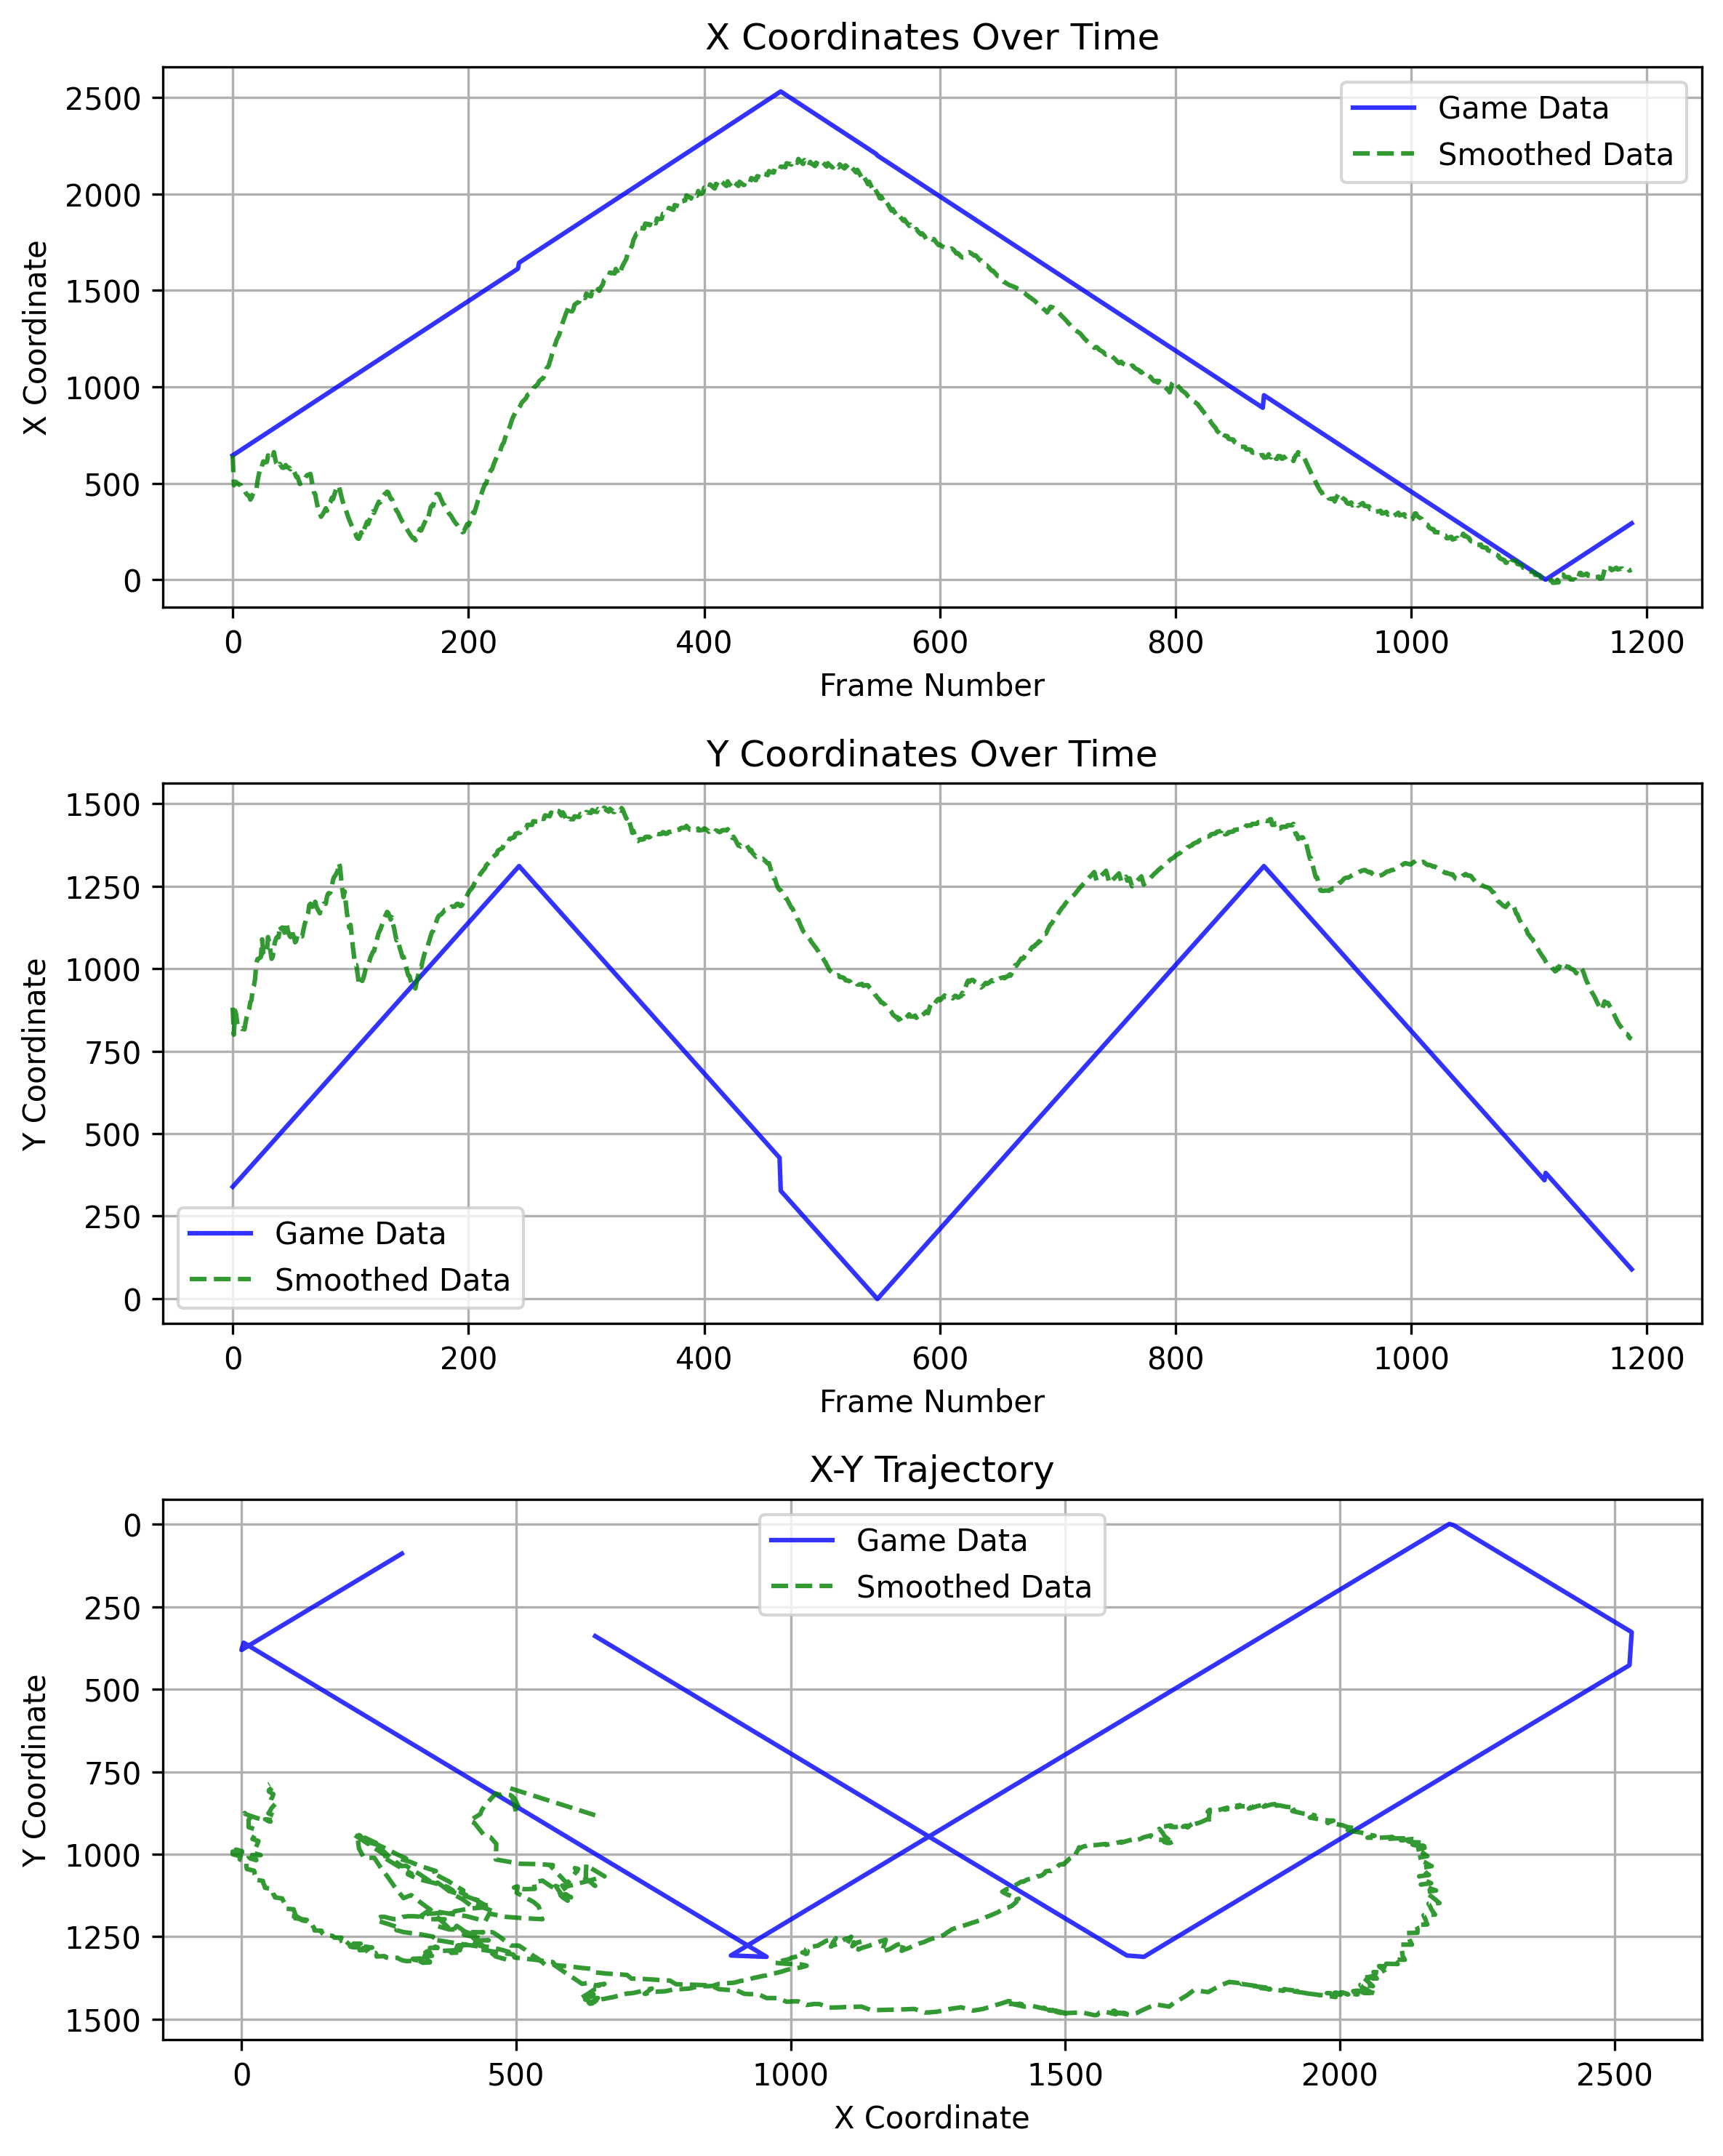 X Coordinates Over Time
2500
2000
1500
1000
500
0
X Coordinate
Game Data
Smoothed Data
0 200 400 600 800 1000 1200
Frame Number
Y Coordinates Over Time
1500
1250
1000
750
500
250
0
Y Coordinate
Game Data
Smoothed Data
0 200 400 600 800 1000 1200
Frame Number
X-Y Trajectory
0
250
500
750
1000
1250
1500
Y Coordinate
Game Data
Smoothed Data
0 500 1000 1500 2000 2500
X Coordinate